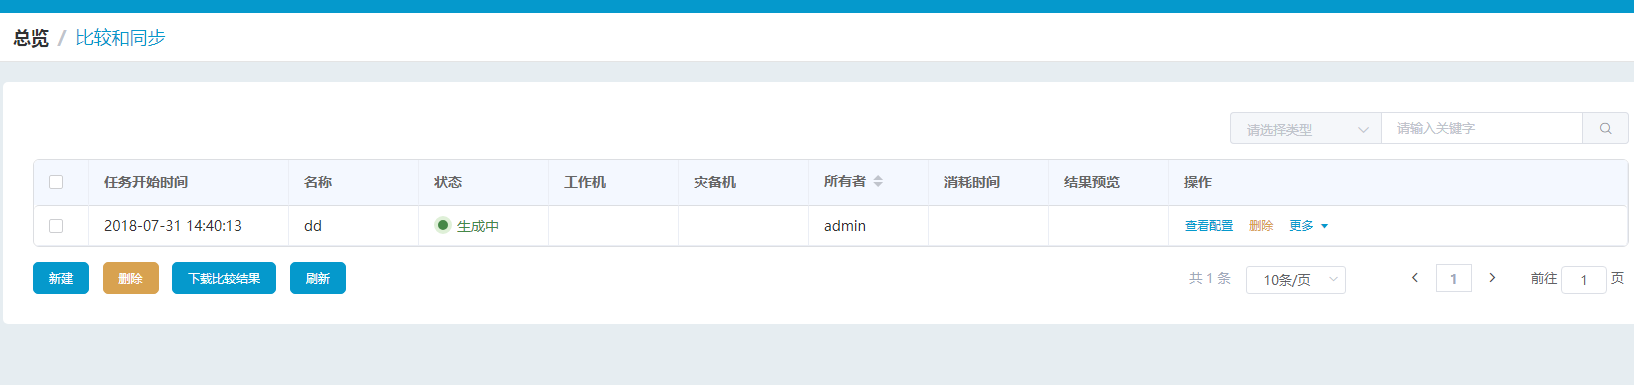 总览 / 比较和同步
请选择类型 请输入关键字
任务开始时间 名称 状态 工作机 灾备机 所有者 消耗时间 结果预览 操作
2018-07-31 14:40:13 dd 生成中 admin 查看配置 删除 更多
新建 删除 下载比较结果 刷新 共 1 条 10条/页 1 前往 1 页